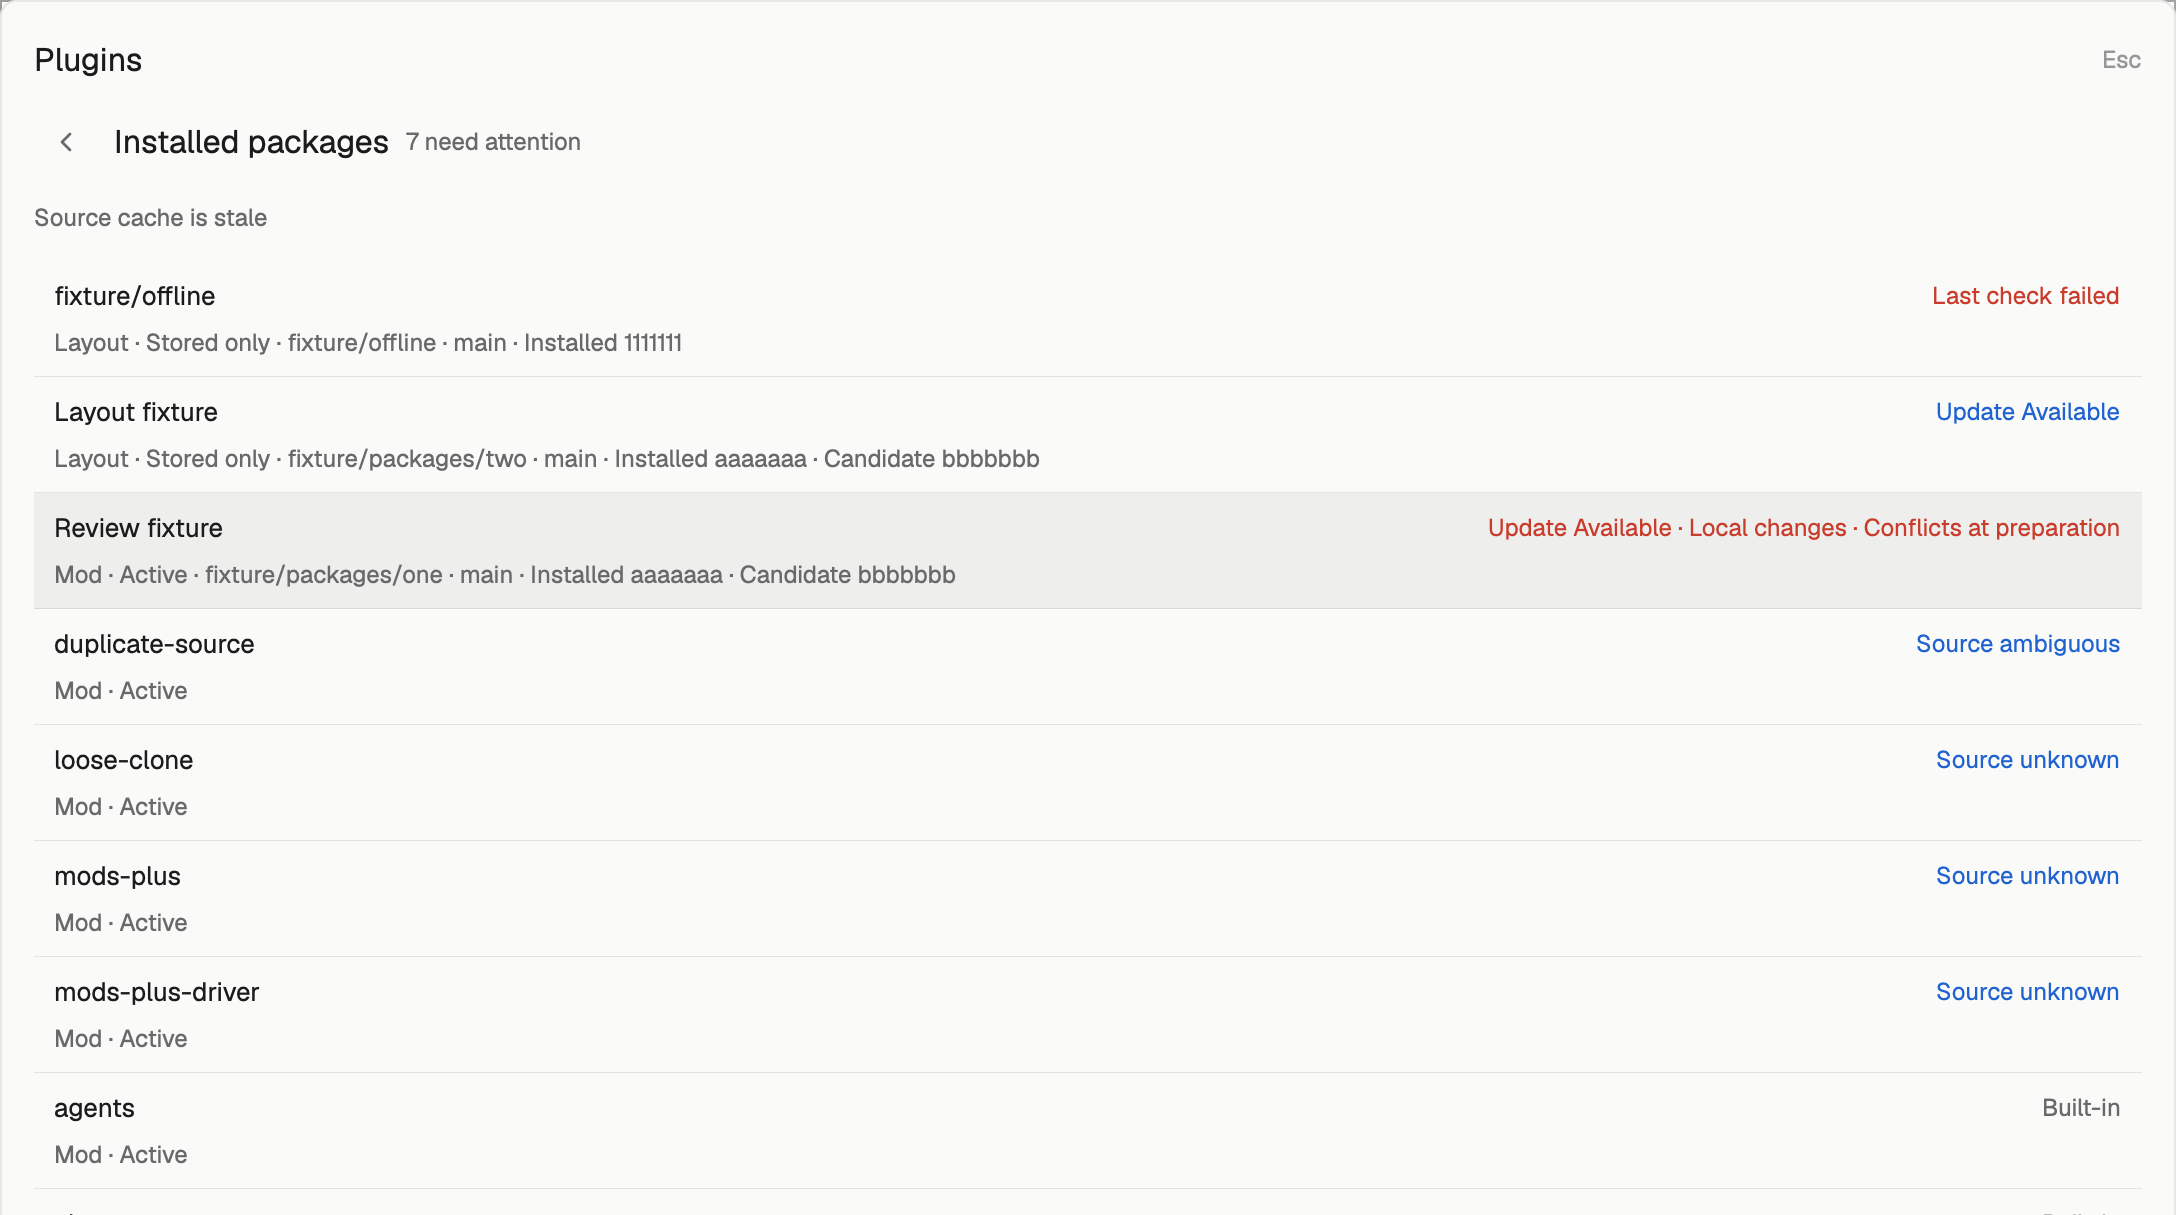 Plugins
Esc
Installed packages 7 need attention
Source cache is stale
fixture/offline
Last check failed
Layout · Stored only · fixture/offline · main · Installed 1111111
Layout fixture
Update Available
Layout · Stored only · fixture/packages/two · main · Installed aaaaaaa · Candidate bbbbbbb
Review fixture
Update Available · Local changes · Conflicts at preparation
Mod · Active · fixture/packages/one · main · Installed aaaaaaa · Candidate bbbbbbb
duplicate-source
Source ambiguous
Mod · Active
loose-clone
Source unknown
Mod · Active
mods-plus
Source unknown
Mod · Active
mods-plus-driver
Source unknown
Mod · Active
agents
Built-in
Mod · Active